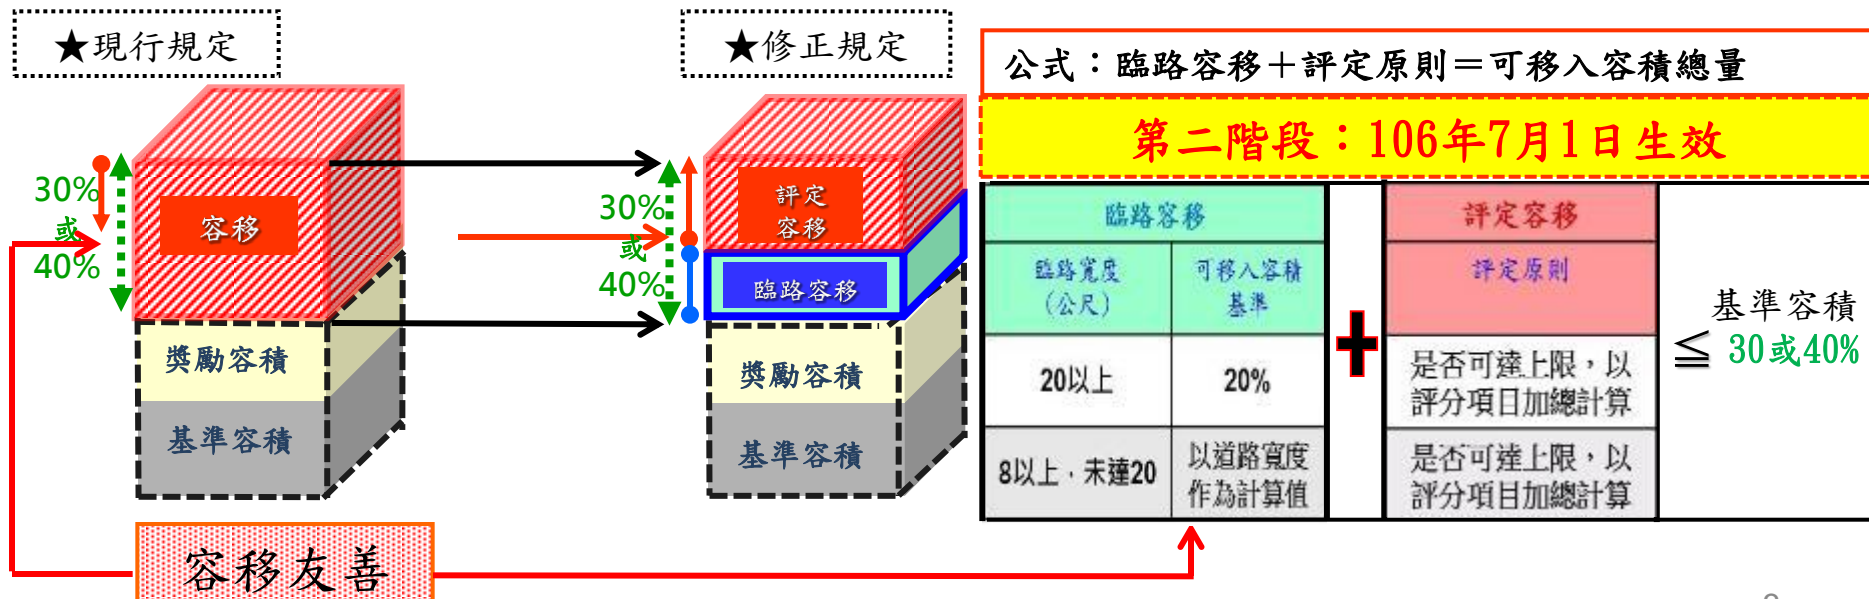 ★現行規定
30%
或
40%
容移
獎勵容積
基準容積
容移友善
★修正規定
30%
或
40%
評定
容移
臨路容移
獎勵容積
基準容積
公式：臨路容移＋評定原則＝可移入容積總量
第二階段：106年7月1日生效
臨路容移
臨路寬度
（公尺）
可移入容積
基準
20以上
20%
8以上，未達20
以道路寬度
作為計算值
+
評定容移
評定原則
是否可達上限，以
評分項目加總計算
是否可達上限，以
評分項目加總計算
基準容積
≦ 30或40%